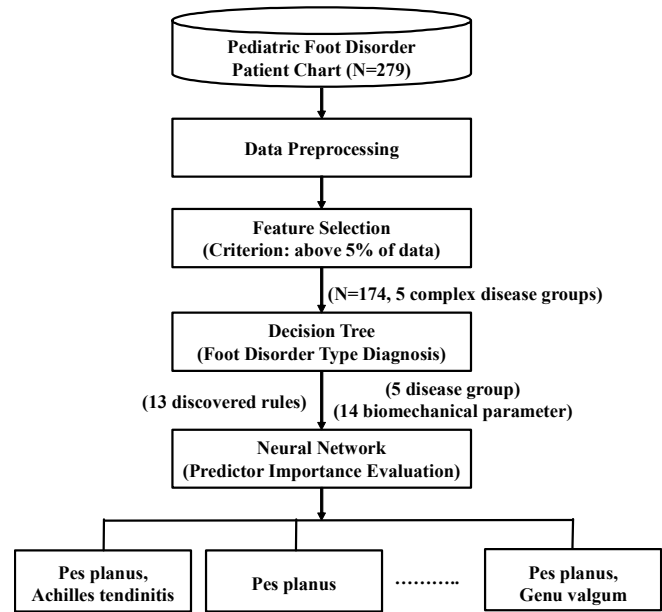 Pediatric Foot Disorder
Patient Chart (N=279)
Data Preprocessing
Feature Selection
(Criterion: above 5% of data)
(N=174, 5 complex disease groups)
Decision Tree
(Foot Disorder Type Diagnosis)
(13 discovered rules)
(5 disease group)
(14 biomechanical parameter)
Neural Network
(Predictor Importance Evaluation)
Pes planus,
Achilles tendinitis
Pes planus
………..
Pes planus,
Genu valgum